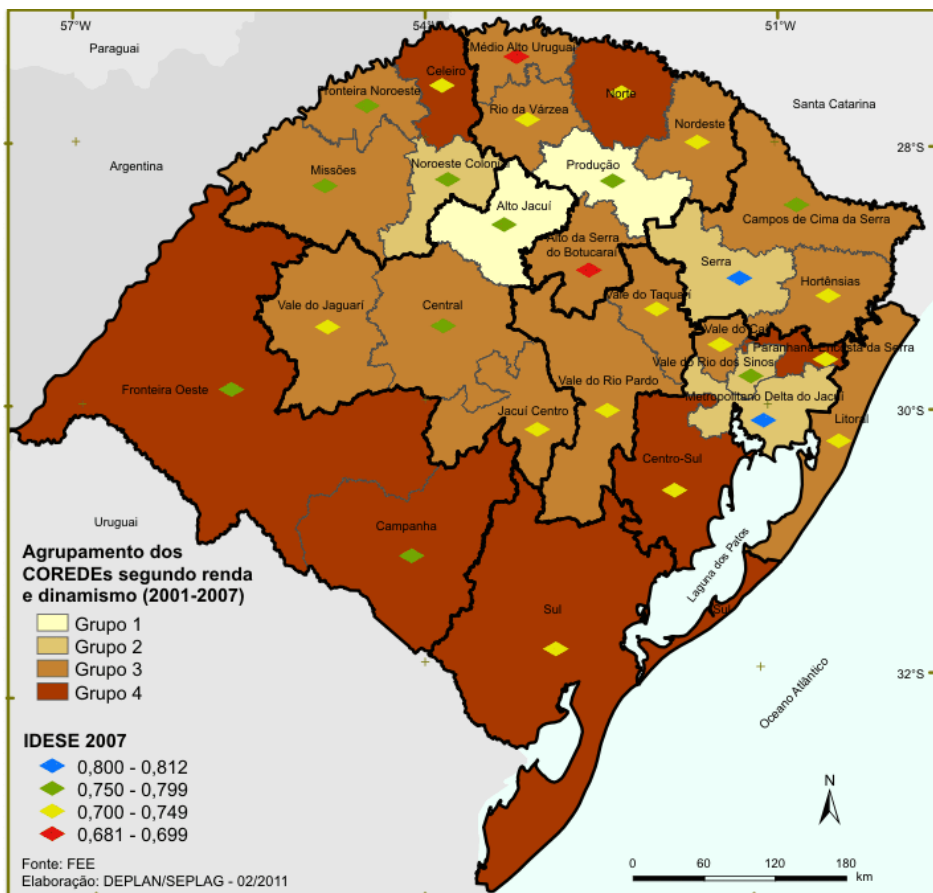 57°W
54°W
51°W
Paraguai
Médio Alto Uruguai
Celeiro
Fronteira Noroeste
Norte
Santa Catarina
Rio da Várzea
Nordeste
28°S
Argentina
Missões
Noroeste Colonial
Produção
Alto Jacuí
Campos de Cima da Serra
Alto da Serra
do Botucaraí
Serra
Hortênsias
Vale do Jaguarí
Central
Vale do Taquarí
Vale do Caí
Paranhana Encosta da Serra
Vale do Rio dos Sinos
Fronteira Oeste
Vale do Rio Pardo
Metropolitano Delta do Jacuí
30°S
Jacuí Centro
Litoral
Centro-Sul
Uruguai
Campanha
Laguna dos Patos
Sul
Sul
32°S
Oceano Atlântico
Agrupamento dos
COREDEs segundo renda
e dinamismo (2001-2007)
Grupo 1
Grupo 2
Grupo 3
Grupo 4
IDESE 2007
0,800 - 0,812
0,750 - 0,799
0,700 - 0,749
0,681 - 0,699
N
0 60 120 180
km
Fonte: FEE
Elaboração: DEPLAN/SEPLAG - 02/2011